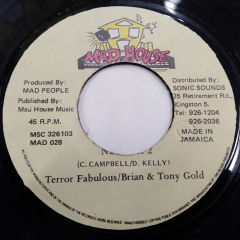 MAD HOUSE
Produced By:
MAD PEOPLE
Published By:
Mad House Music
45 R.P.M.
MSC 326103
MAD 028
Distributed By:
SONIC SOUNDS
25 Retirement Rd.,
Kingston 5.
Tel: 926-1204
926-2036
MADE IN
JAMAICA
(C. CAMPBELL/D. KELLY)
Terror Fabulous/Brian & Tony Gold